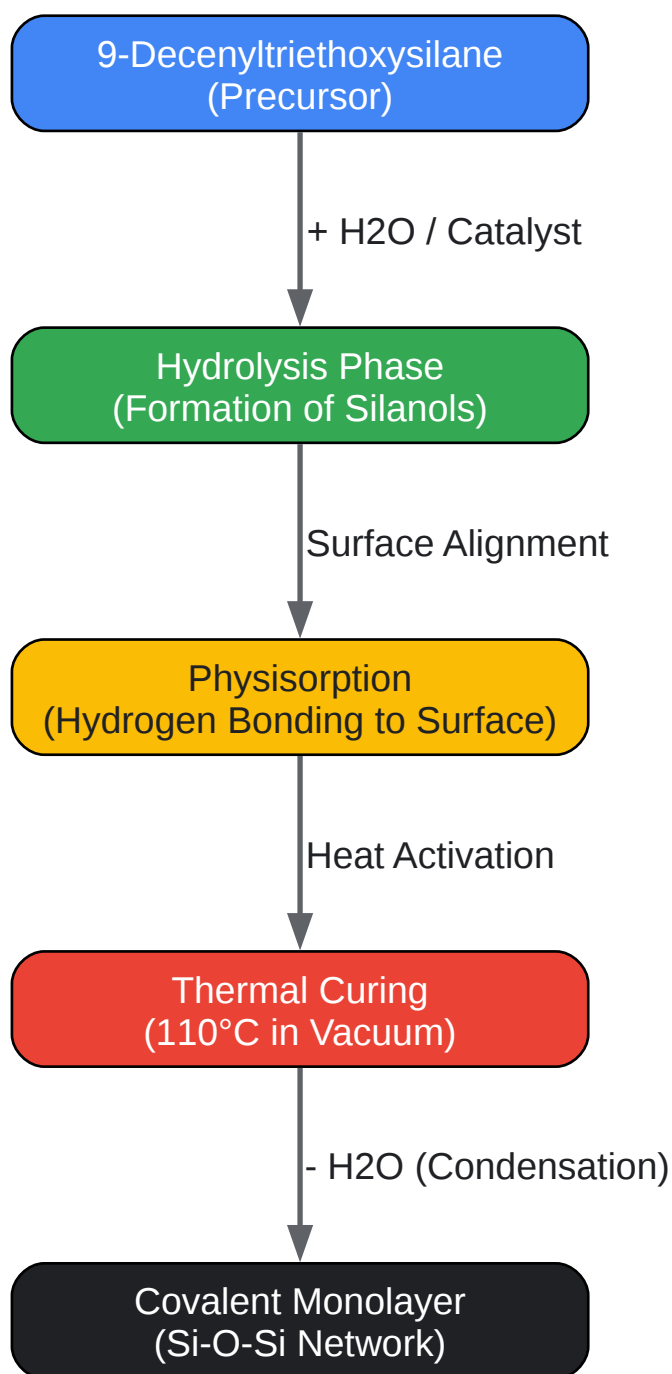 9-Decenyltriethoxysilane
(Precursor)
+ H2O / Catalyst
Hydrolysis Phase
(Formation of Silanols)
Surface Alignment
Physisorption
(Hydrogen Bonding to Surface)
Heat Activation
Thermal Curing
(110°C in Vacuum)
- H2O (Condensation)
Covalent Monolayer
(Si-O-Si Network)